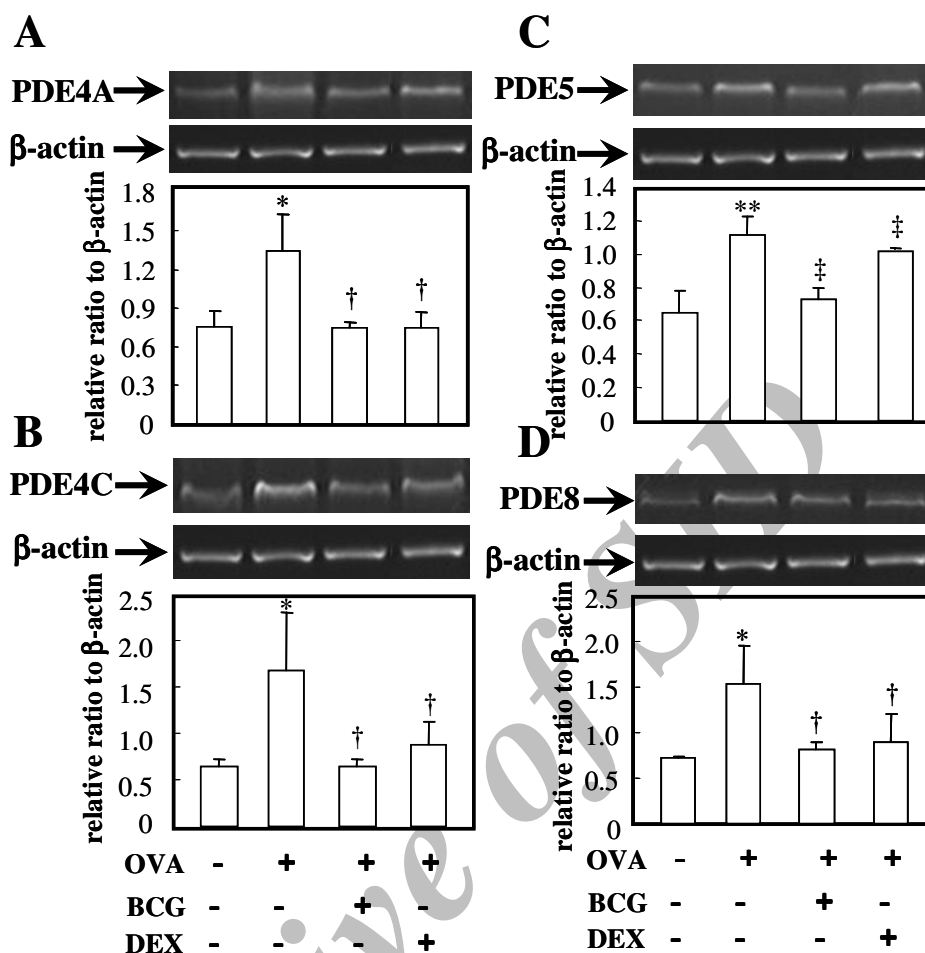 A
PDE4A
β-actin
relative ratio to β-actin
1.8
1.5
1.2
0.9
0.6
0.3
0
*
†
†
B
PDE4C
β-actin
relative ratio to β-actin
2.5
2.0
1.5
1.0
0.5
0
*
†
†
OVA - + + +
BCG - - + -
DEX - - - +
C
PDE5
β-actin
relative ratio to β-actin
1.4
1.2
1.0
0.8
0.6
0.4
0.2
0
**
‡
‡
D
PDE8
β-actin
relative ratio to β-actin
2.5
2.0
1.5
1.0
0.5
0
*
†
†
OVA - + + +
BCG - - + -
DEX - - - +
ive of SID